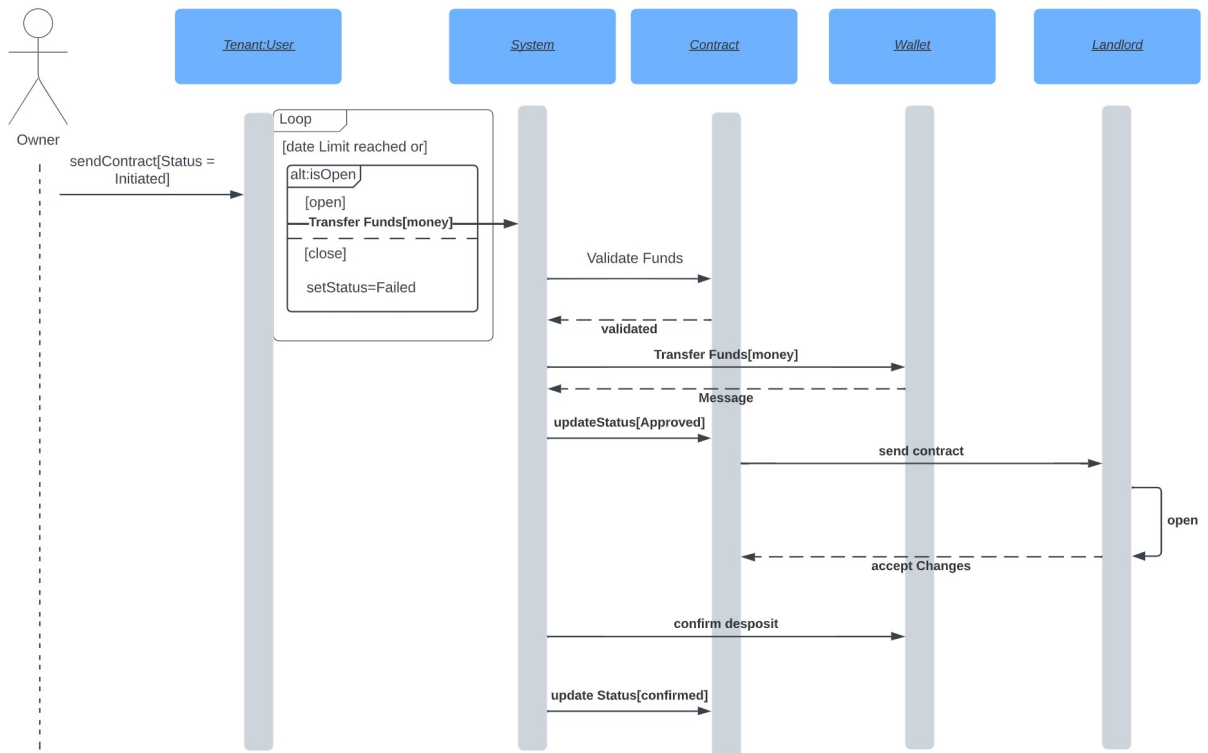 Tenant:User
System
Contract
Wallet
Landlord
Owner
Loop
[date Limit reached or]
sendContract[Status =
Initiated]
alt:isOpen
[open]
Transfer Funds[money]
[close]
setStatus=Failed
Validate Funds
validated
Transfer Funds[money]
Message
updateStatus[Approved]
send contract
open
accept Changes
confirm desposit
update Status[confirmed]